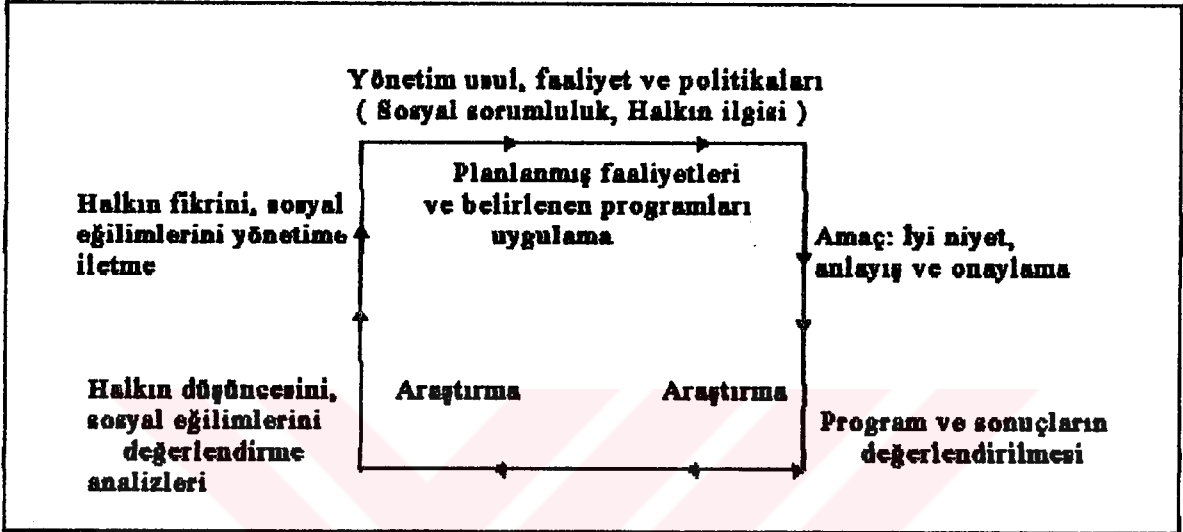 Yönetim usul, faaliyet ve politikaları
( Sosyal sorumluluk, Halkın ilgisi )
Planlanmış faaliyetleri
ve belirlenen programları
uygulama
Halkın fikrini, sosyal
eğilimlerini yönetime
iletme
Amaç: İyi niyet,
anlayış ve onaylama
Halkın düşüncesini,
sosyal eğilimlerini
değerlendirme
analizleri
Araştırma
Araştırma
Program ve sonuçların
değerlendirilmesi